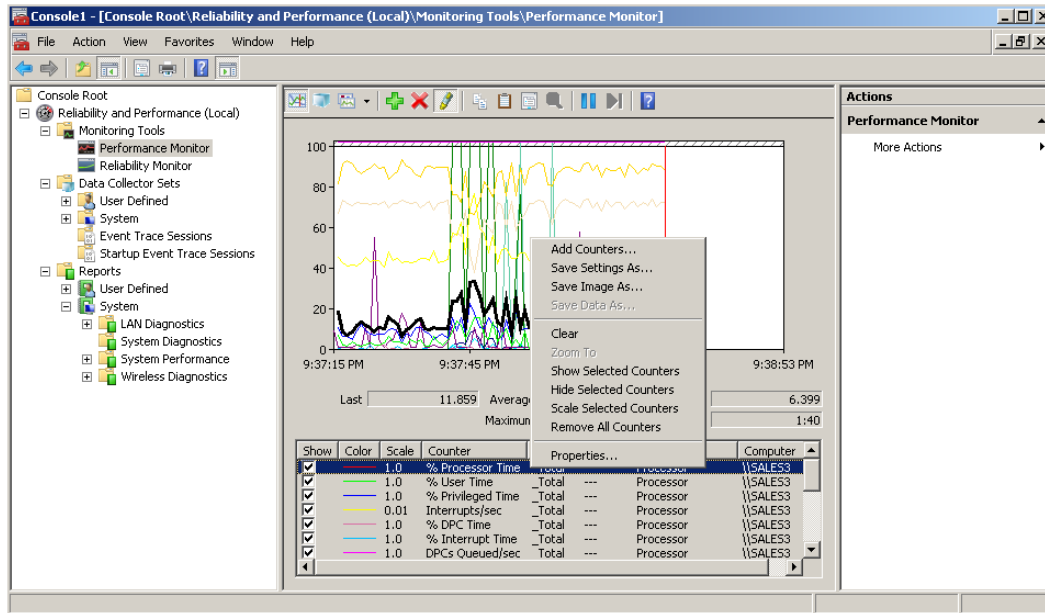 Console1 - [Console Root\Reliability and Performance (Local)\Monitoring Tools\Performance Monitor]
File Action View Favorites Window Help
Console Root
Reliability and Performance (Local)
Monitoring Tools
Performance Monitor
Reliability Monitor
Data Collector Sets
User Defined
System
Event Trace Sessions
Startup Event Trace Sessions
Reports
User Defined
System
LAN Diagnostics
System Diagnostics
System Performance
Wireless Diagnostics
100
80
60
40
20
0
9:37:15 PM 9:37:45 PM 9:38:53 PM
Last 11.859 Averag 6.399
Maximum 1:40
Add Counters...
Save Settings As...
Save Image As...
Save Data As...
Clear
Zoom To
Show Selected Counters
Hide Selected Counters
Scale Selected Counters
Remove All Counters
Properties...
Show Color Scale Counter Computer
1.0 % Processor Time _Total --- Processor \\SALES3
1.0 % User Time _Total --- Processor \\SALES3
1.0 % Privileged Time _Total --- Processor \\SALES3
0.01 Interrupts/sec _Total --- Processor \\SALES3
1.0 % DPC Time _Total --- Processor \\SALES3
1.0 % Interrupt Time _Total --- Processor \\SALES3
1.0 DPCs Queued/sec _Total --- Processor \\SALES3
Actions
Performance Monitor
More Actions